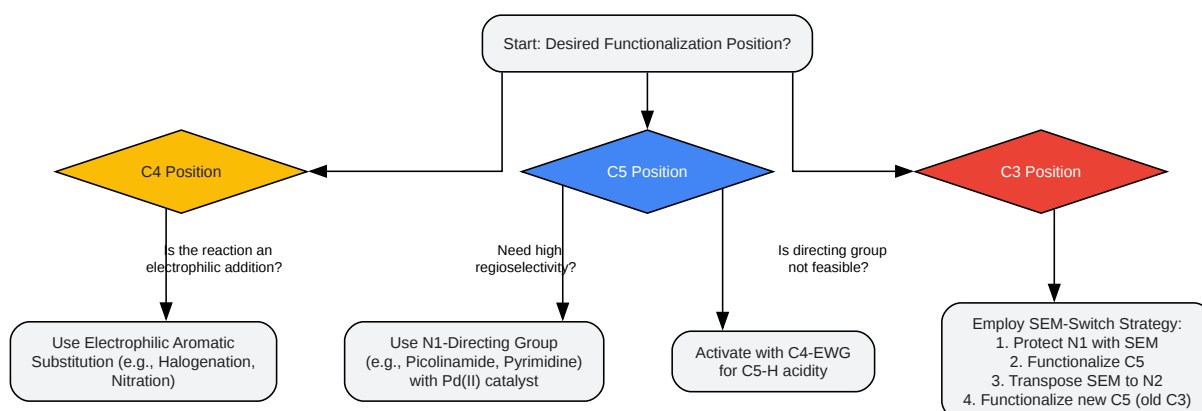 Start: Desired Functionalization Position?
C4 Position
C5 Position
C3 Position
Is the reaction an
electrophilic addition?
Need high
regioselectivity?
Is directing group
not feasible?
Use Electrophilic Aromatic
Substitution (e.g., Halogenation,
Nitration)
Use N1-Directing Group
(e.g., Picolinamide, Pyrimidine)
with Pd(II) catalyst
Activate with C4-EWG
for C5-H acidity
Employ SEM-Switch Strategy:
1. Protect N1 with SEM
2. Functionalize C5
3. Transpose SEM to N2
4. Functionalize new C5 (old C3)